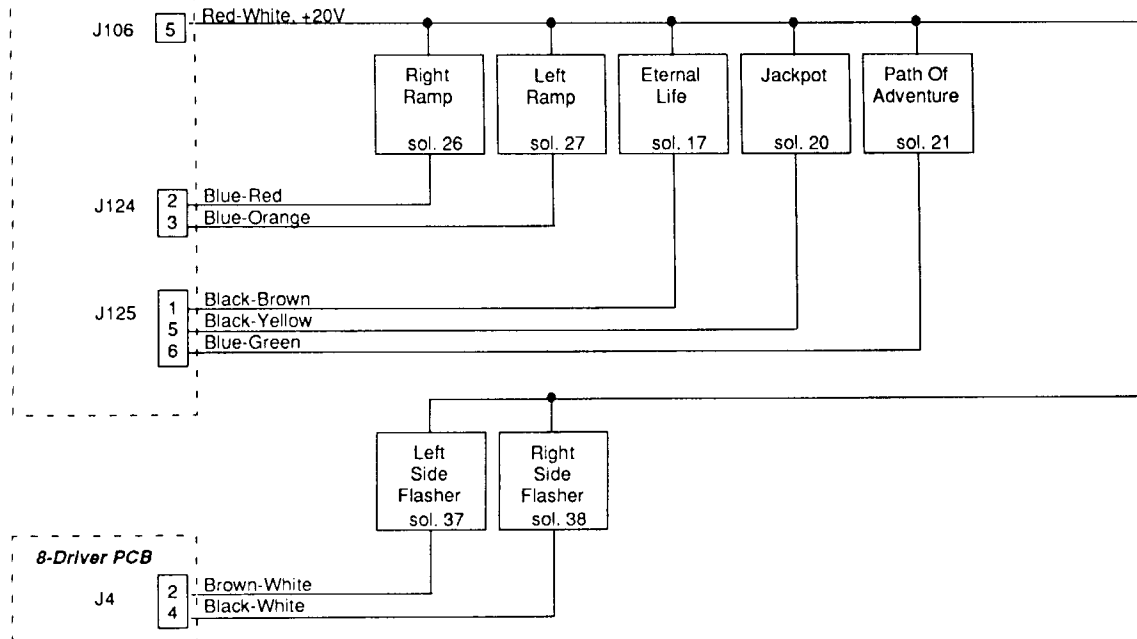 J106 5 Red-White, +20V
Right Ramp sol. 26
Left Ramp sol. 27
Eternal Life sol. 17
Jackpot sol. 20
Path Of Adventure sol. 21
J124
2 Blue-Red
3 Blue-Orange
J125
1 Black-Brown
5 Black-Yellow
6 Blue-Green
Left Side Flasher sol. 37
Right Side Flasher sol. 38
8-Driver PCB
J4
2 Brown-White
4 Black-White